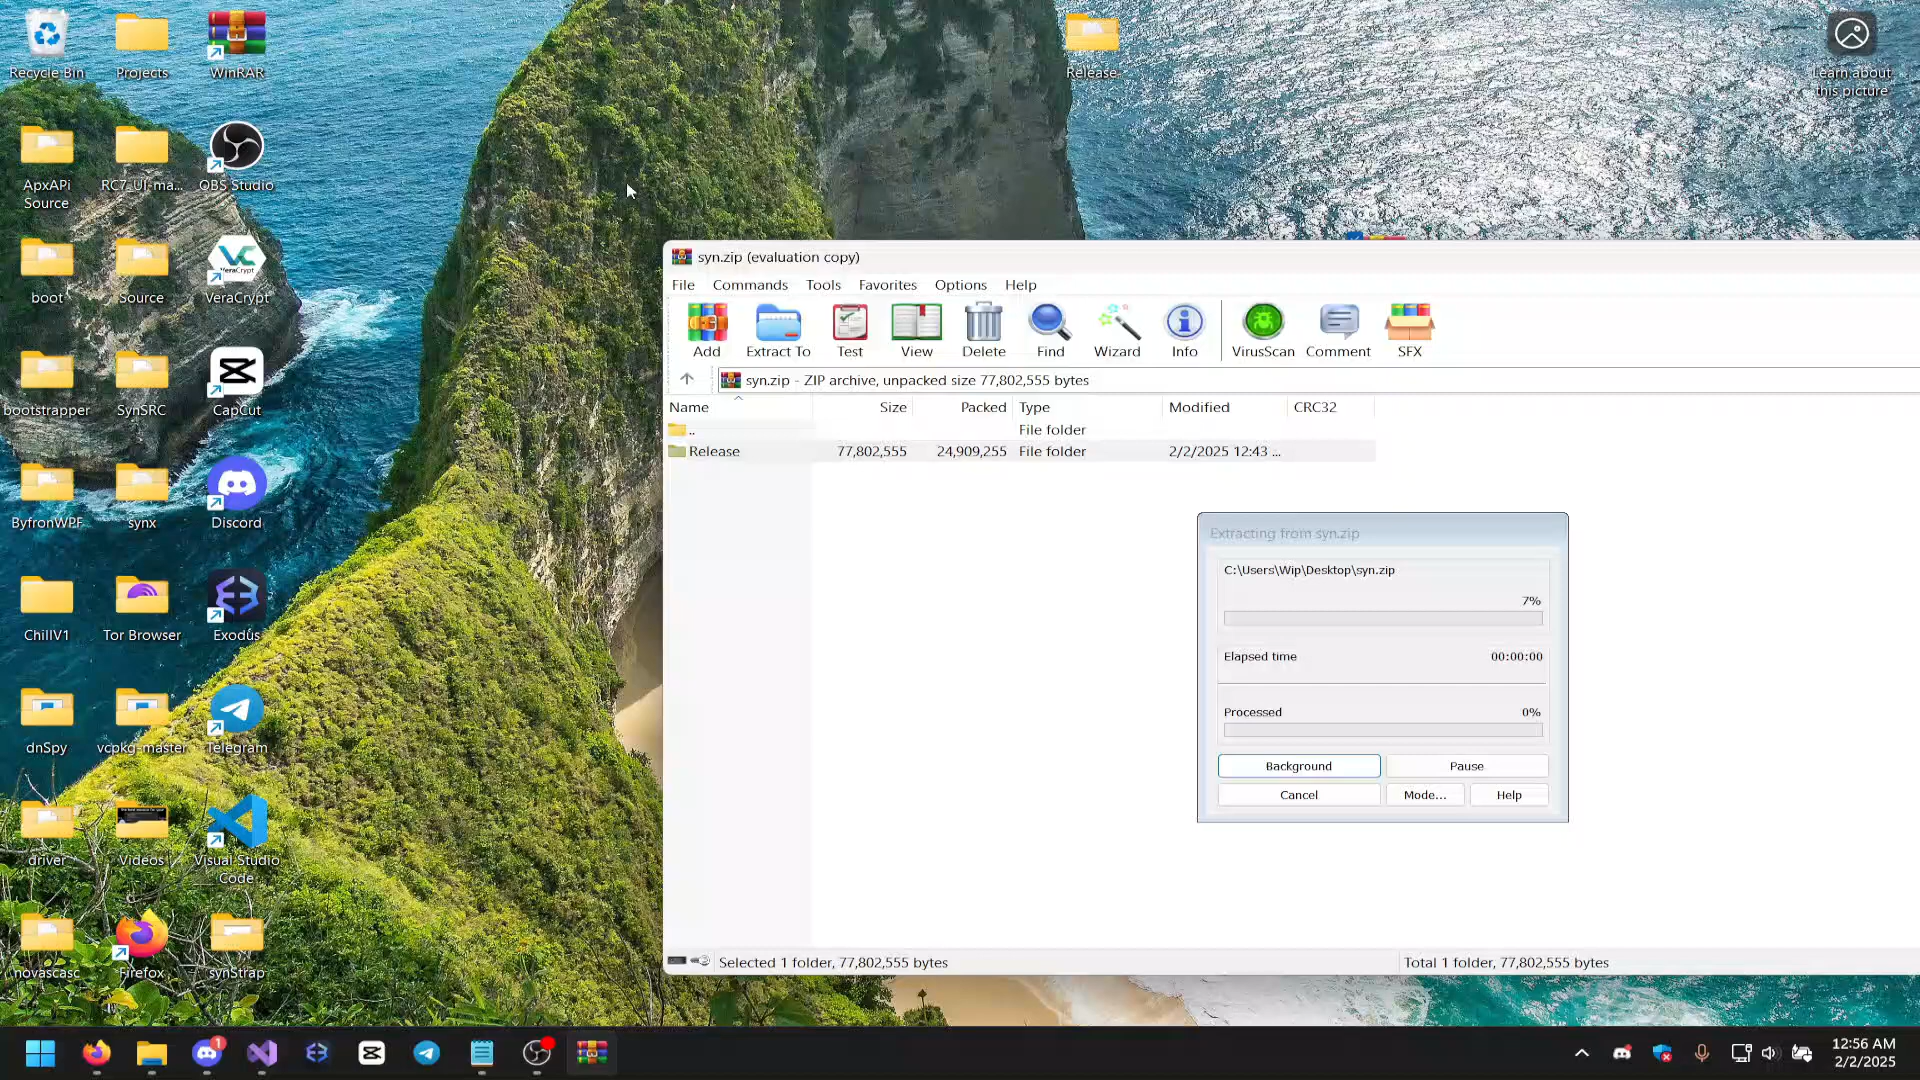 Recycle Bin
Projects
WinRAR
Release
Learn about
this picture
ApxAPi
Source
RC7_UI-ma...
OBS Studio
boot
Source
VeraCrypt
VeraCrypt
bootstrapper
SynSRC
CapCut
ByfronWPF
synx
Discord
ChillV1
Tor Browser
Exodus
dnSpy
vcpkg-master
Telegram
driver
Videos
Visual Studio
Code
novascasc
Firefox
synStrap
syn.zip (evaluation copy)
File Commands Tools Favorites Options Help
Add Extract To Test View Delete Find Wizard Info VirusScan Comment SFX
syn.zip - ZIP archive, unpacked size 77,802,555 bytes
Name Size Packed Type Modified CRC32
.. File folder
Release 77,802,555 24,909,255 File folder 2/2/2025 12:43 ...
Extracting from syn.zip
C:\Users\Wip\Desktop\syn.zip
7%
Elapsed time 00:00:00
Processed 0%
Background Pause
Cancel Mode... Help
Selected 1 folder, 77,802,555 bytes
Total 1 folder, 77,802,555 bytes
1
12:56 AM
2/2/2025